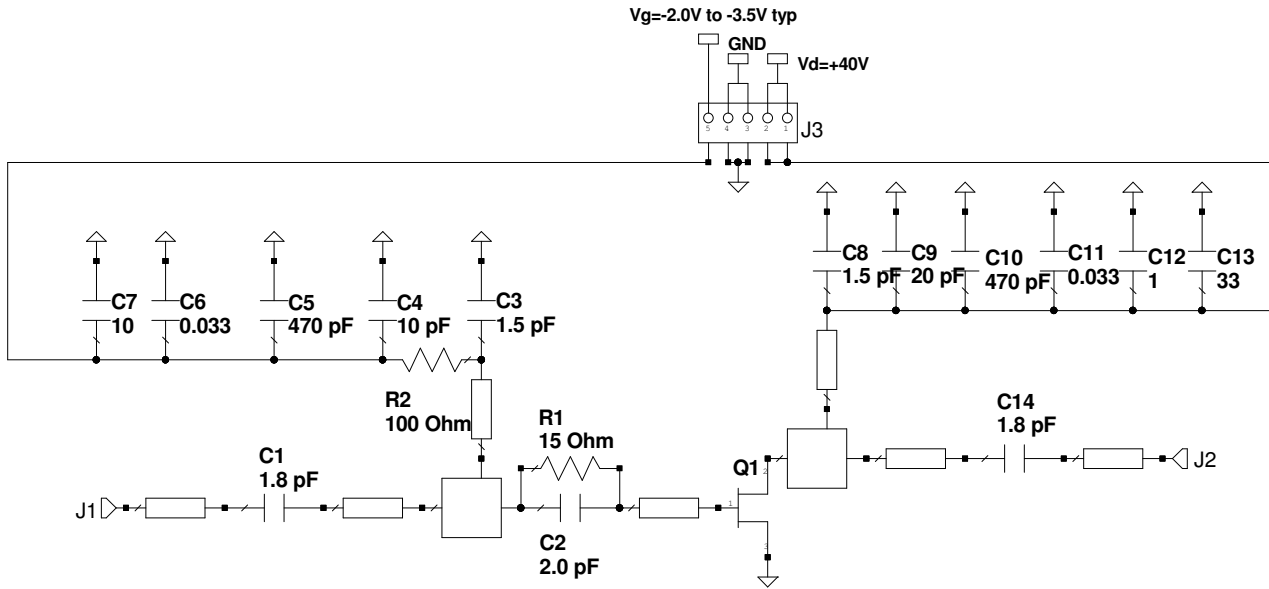 Vg=-2.0V to -3.5V typ
GND
Vd=+40V
5 4 3 2 1
J3
C7
10
C6
0.033
C5
470 pF
C4
10 pF
C3
1.5 pF
C8
1.5 pF
C9
20 pF
C10
470 pF
C11
0.033
C12
1
C13
33
R2
100 Ohm
R1
15 Ohm
C14
1.8 pF
C1
1.8 pF
Q1
2
J2
J1
1
C2
2.0 pF
3